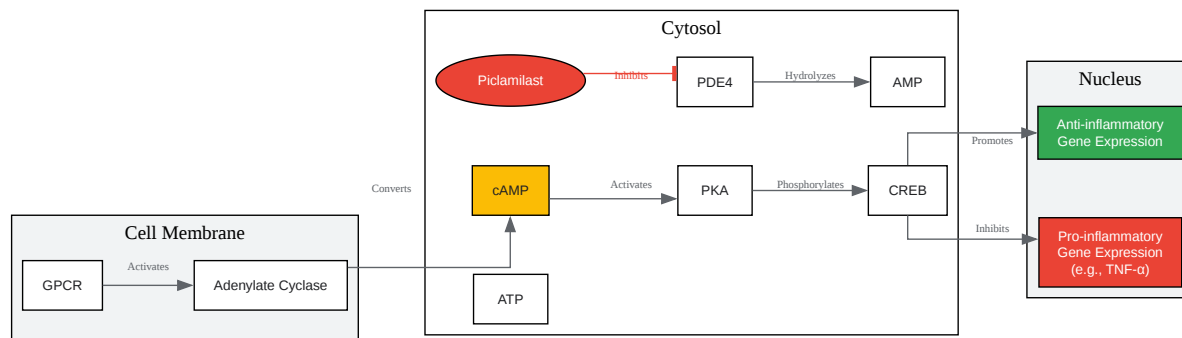 Cytosol
Piclamilast
Inhibits
PDE4
Hydrolyzes
AMP
Nucleus
Anti-inflammatory
Gene Expression
Promotes
Converts
cAMP
Activates
PKA
Phosphorylates
CREB
Inhibits
Pro-inflammatory
Gene Expression
(e.g., TNF-α)
Cell Membrane
GPCR
Activates
Adenylate Cyclase
ATP